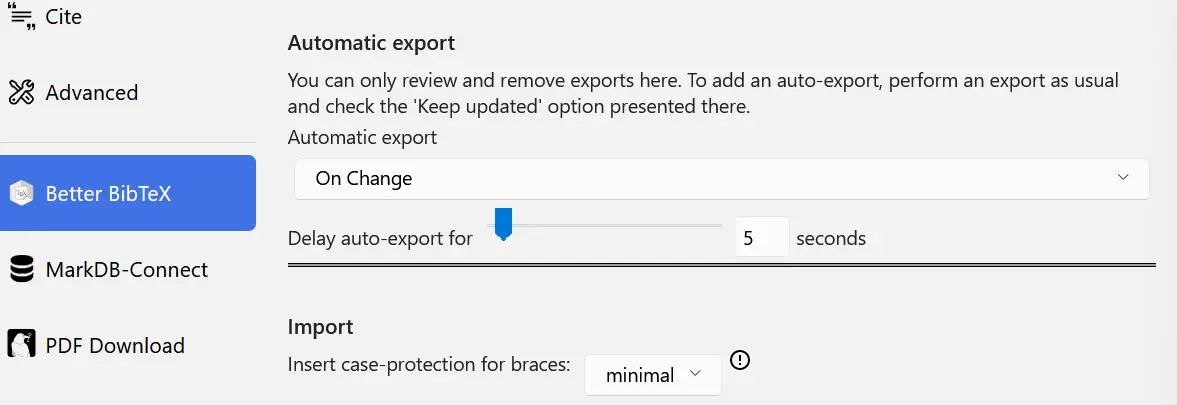 Cite
Advanced
Better BibTeX
MarkDB-Connect
PDF Download
Automatic export
You can only review and remove exports here. To add an auto-export, perform an export as usual
and check the 'Keep updated' option presented there.
Automatic export
On Change
Delay auto-export for 5 seconds
Import
Insert case-protection for braces: minimal